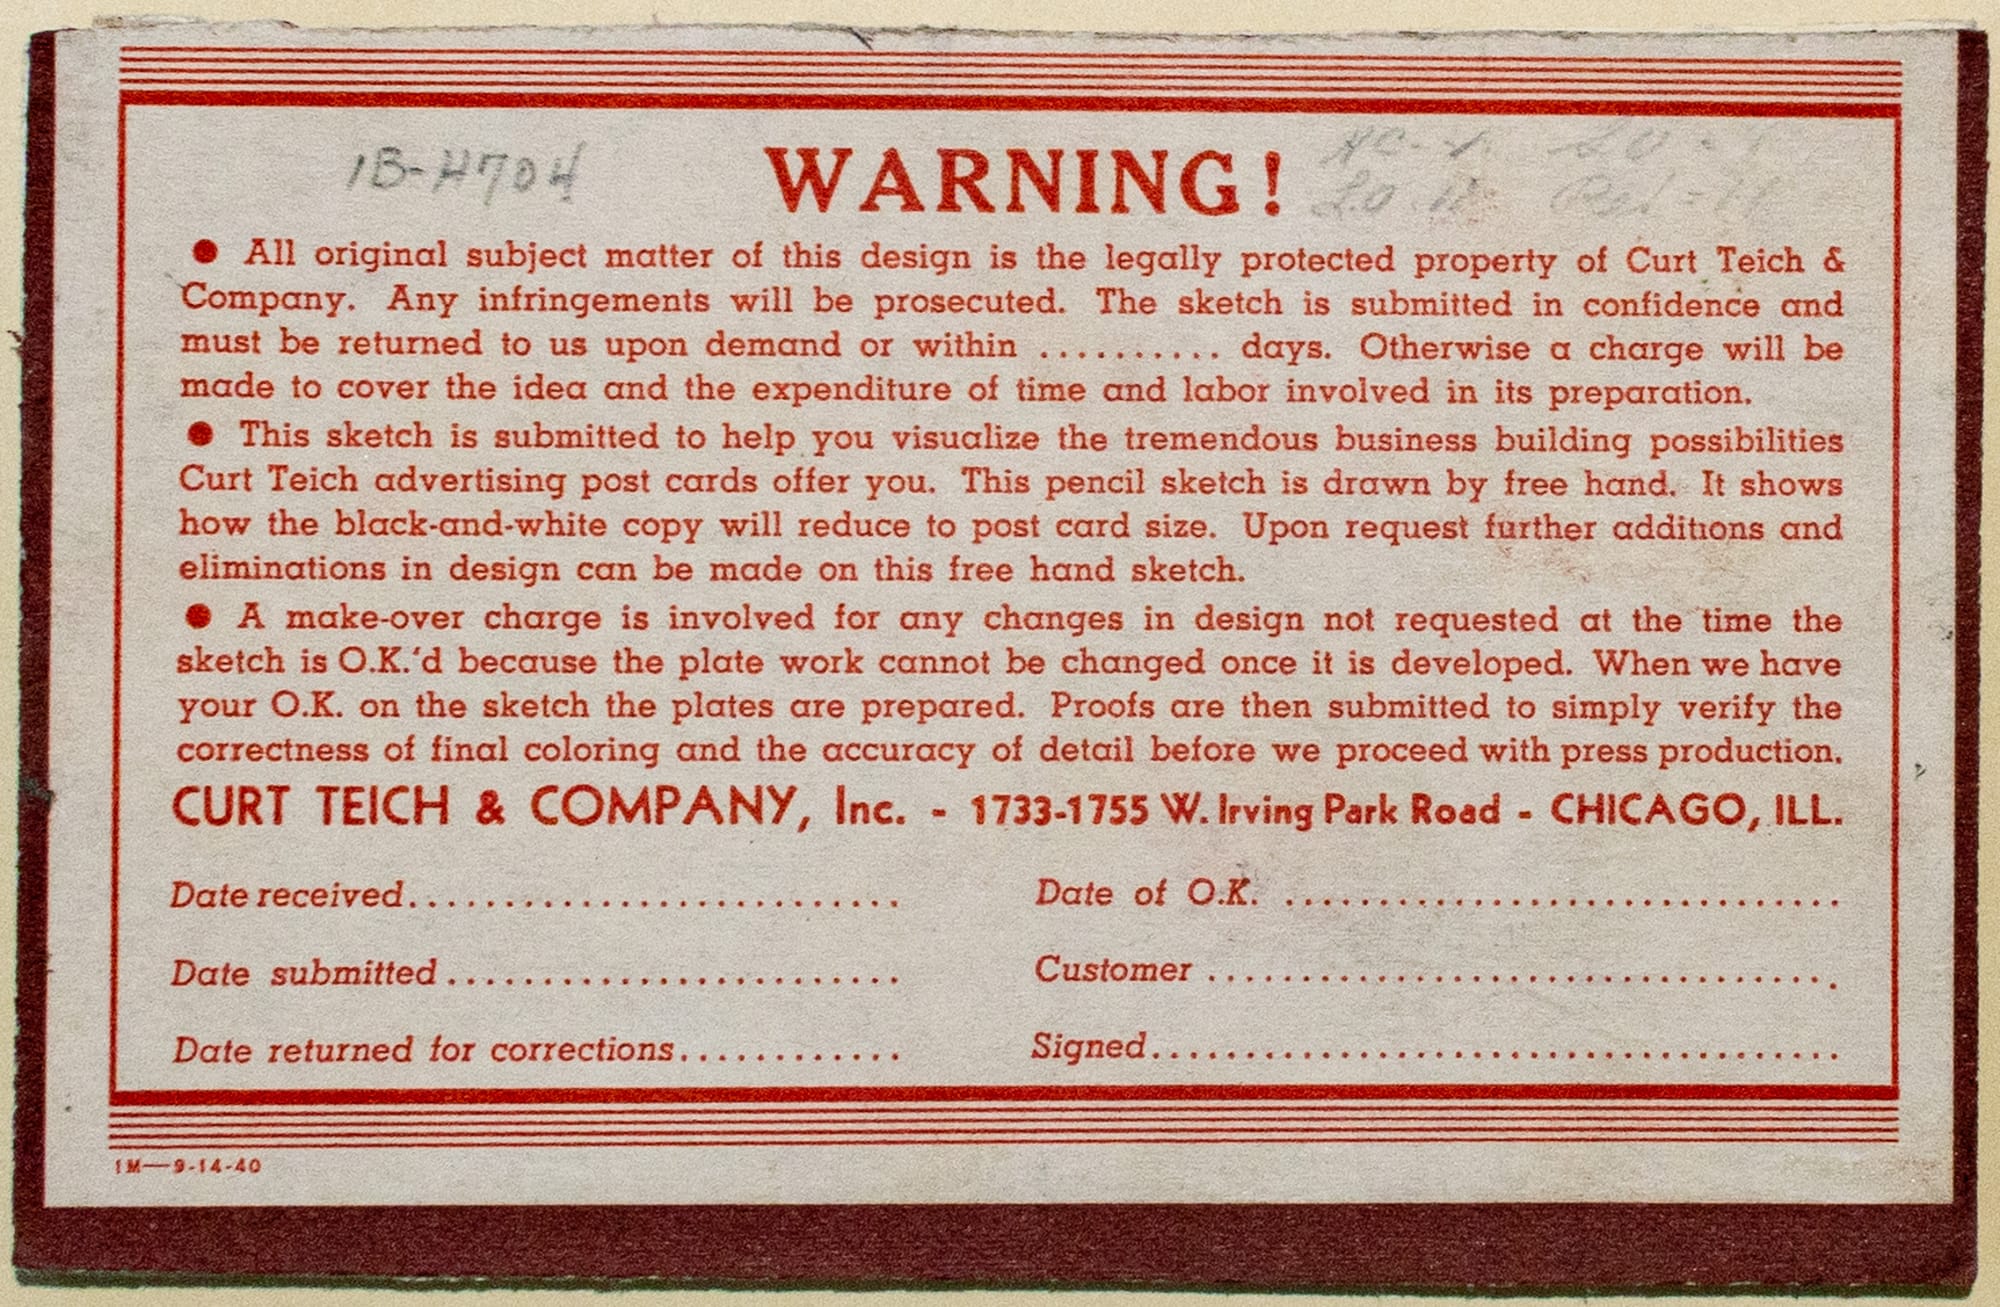 1B-H704
WARNING!
● All original subject matter of this design is the legally protected property of Curt Teich &
Company. Any infringements will be prosecuted. The sketch is submitted in confidence and
must be returned to us upon demand or within .......... days. Otherwise a charge will be
made to cover the idea and the expenditure of time and labor involved in its preparation.
● This sketch is submitted to help you visualize the tremendous business building possibilities
Curt Teich advertising post cards offer you. This pencil sketch is drawn by free hand. It shows
how the black-and-white copy will reduce to post card size. Upon request further additions and
eliminations in design can be made on this free hand sketch.
● A make-over charge is involved for any changes in design not requested at the time the
sketch is O.K.'d because the plate work cannot be changed once it is developed. When we have
your O.K. on the sketch the plates are prepared. Proofs are then submitted to simply verify the
correctness of final coloring and the accuracy of detail before we proceed with press production.
CURT TEICH & COMPANY, Inc. - 1733-1755 W. Irving Park Road - CHICAGO, ILL.
Date received.......................... Date of O.K. ..............................
Date submitted........................ Customer .................................
Date returned for corrections............ Signed....................................
1M—9-14-40